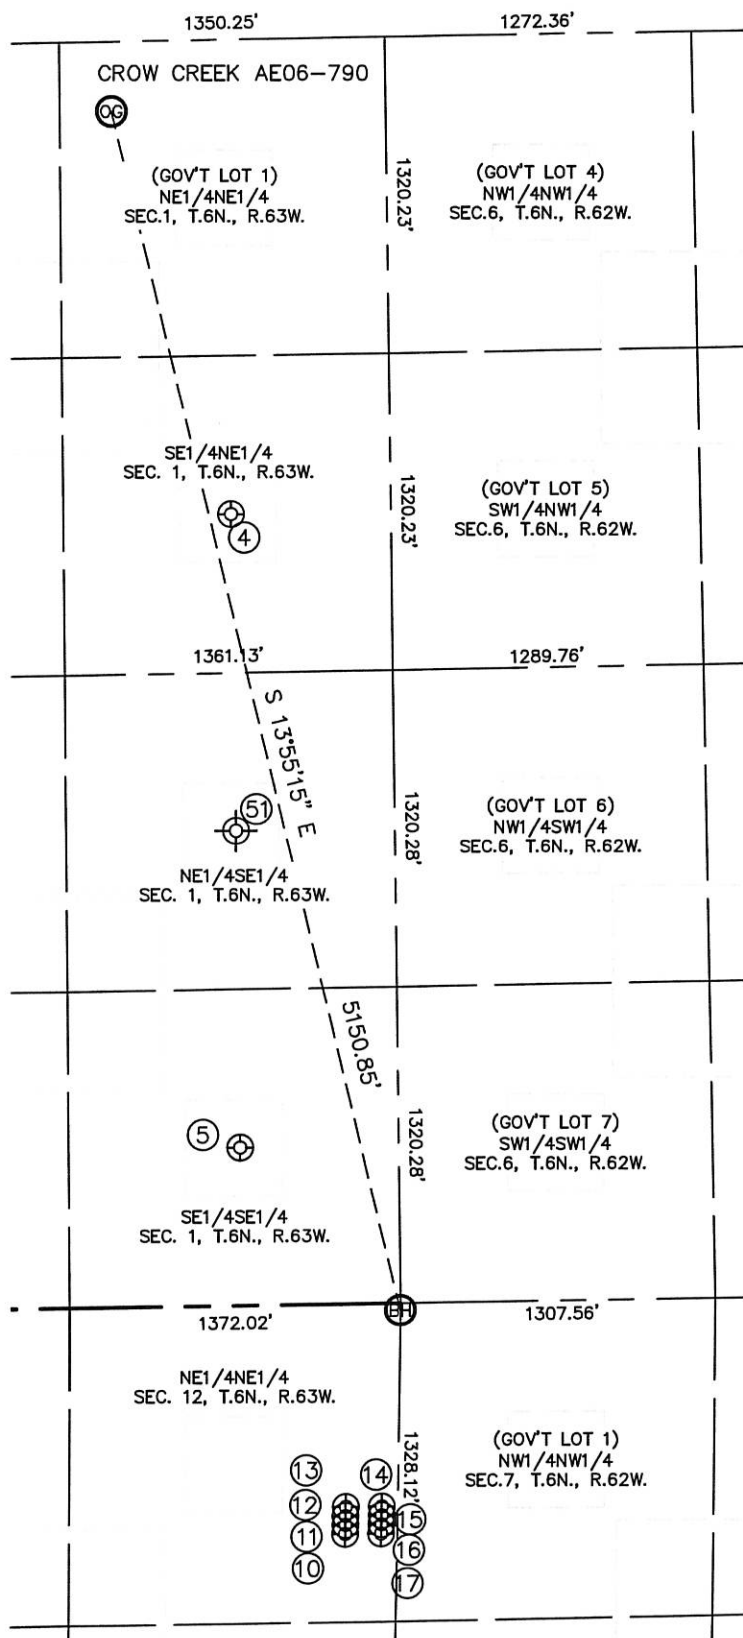 1350.25' 1272.36'
CROW CREEK AE06-790
OG
(GOV'T LOT 1)
NE1/4NE1/4
SEC.1, T.6N., R.63W.
1320.23'
(GOV'T LOT 4)
NW1/4NW1/4
SEC.6, T.6N., R.62W.
SE1/4NE1/4
SEC. 1, T.6N., R.63W.
4
1320.23'
(GOV'T LOT 5)
SW1/4NW1/4
SEC.6, T.6N., R.62W.
1361.13' 1289.76'
S 13°55'15" E
51
NE1/4SE1/4
SEC. 1, T.6N., R.63W.
1320.28'
(GOV'T LOT 6)
NW1/4SW1/4
SEC.6, T.6N., R.62W.
5150.85'
5
SE1/4SE1/4
SEC. 1, T.6N., R.63W.
1320.28'
(GOV'T LOT 7)
SW1/4SW1/4
SEC.6, T.6N., R.62W.
BH
1372.02' 1307.56'
NE1/4NE1/4
SEC. 12, T.6N., R.63W.
1328.12'
(GOV'T LOT 1)
NW1/4NW1/4
SEC.7, T.6N., R.62W.
13
12
11
10
14
15
16
17